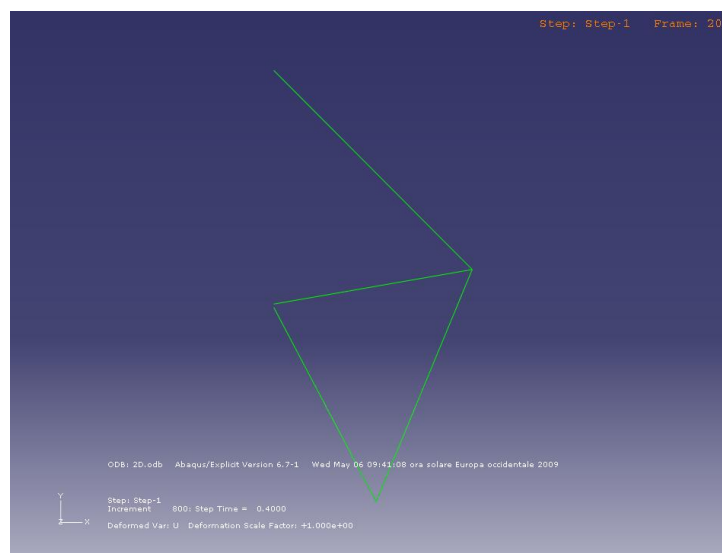 Step: Step-1 Frame: 20
ODB: 2D.odb Abaqus/Explicit Version 6.7-1 Wed May 06 09:41:08 ora solare Europa occidentale 2009
Y
Z X
Step: Step-1
Increment 800: Step Time = 0.4000
Deformed Var: U Deformation Scale Factor: +1.000e+00